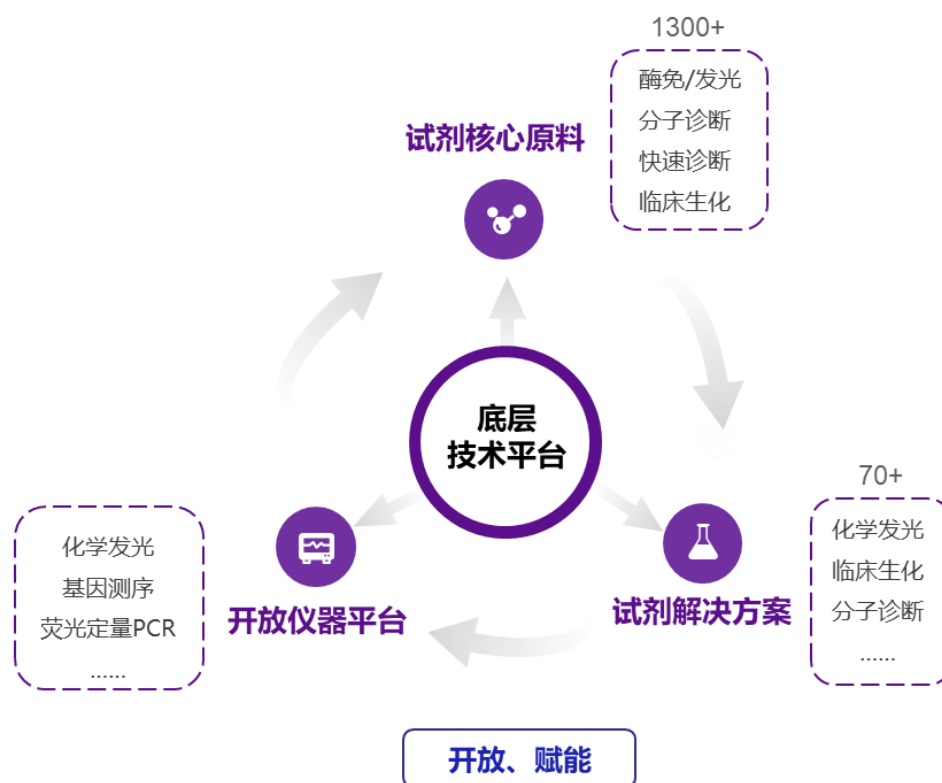 1300+
酶免/发光
分子诊断
快速诊断
临床生化
试剂核心原料
底层
技术平台
70+
化学发光
临床生化
分子诊断
......
试剂解决方案
化学发光
基因测序
荧光定量PCR
......
开放仪器平台
开放、赋能